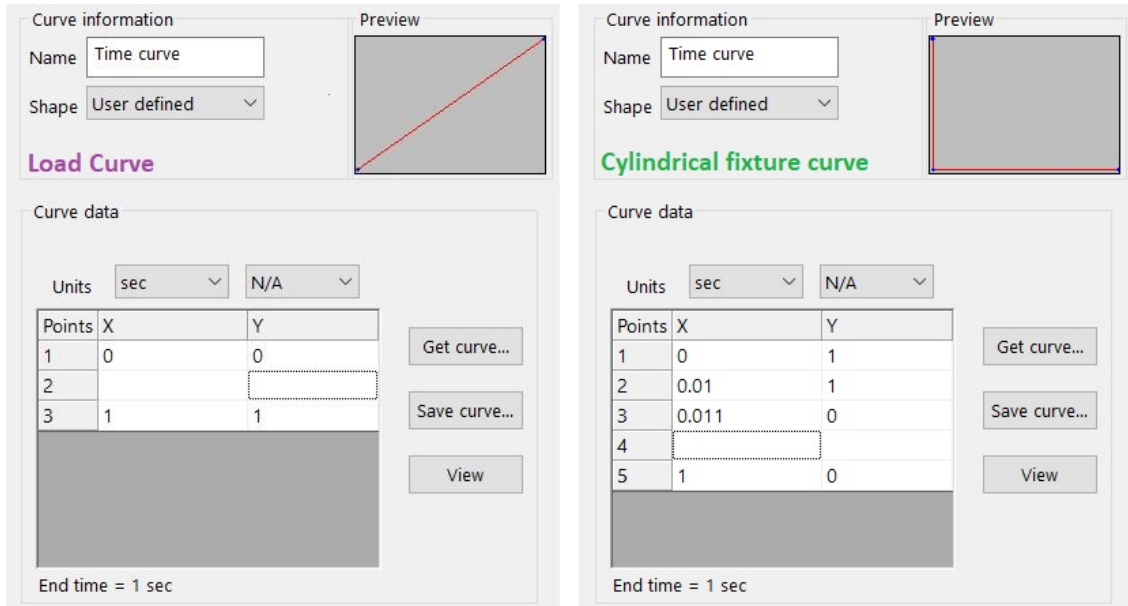 Curve information
Preview
Name Time curve
Shape User defined
Load Curve
Curve data
Units sec N/A
Points X Y
1 0 0
2
3 1 1
Get curve...
Save curve...
View
End time = 1 sec
Curve information
Preview
Name Time curve
Shape User defined
Cylindrical fixture curve
Curve data
Units sec N/A
Points X Y
1 0 1
2 0.01 1
3 0.011 0
4
5 1 0
Get curve...
Save curve...
View
End time = 1 sec